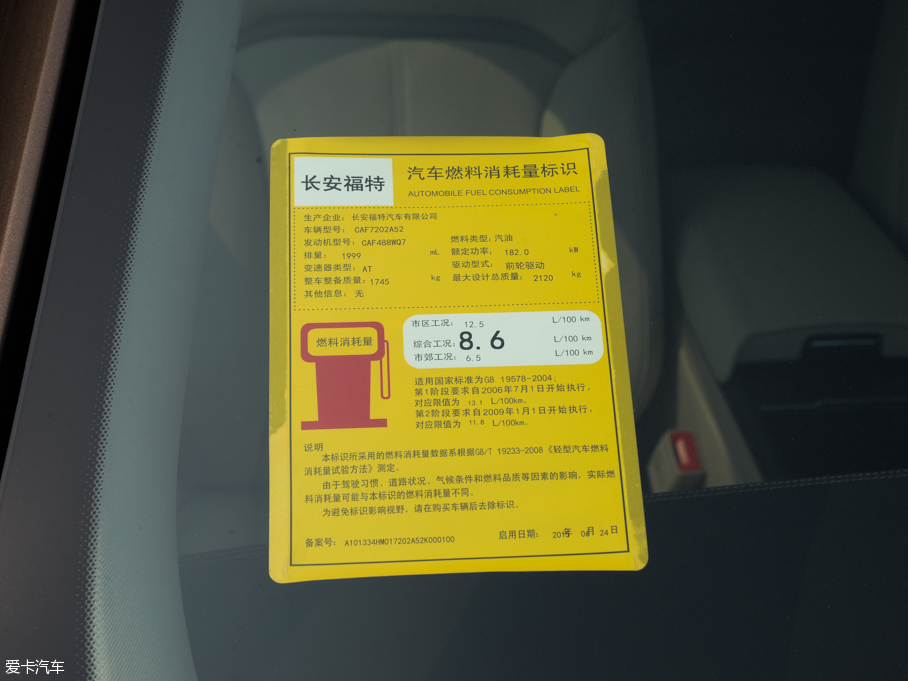 长安福特
汽车燃料消耗量标识
AUTOMOBILE FUEL CONSUMPTION LABEL
生产企业: 长安福特汽车有限公司
车辆型号: CAF7202A52
发动机型号: CAF488WQ7 燃料类型: 汽油
排量: 1999 mL 额定功率: 182.0 kW
变速器类型: AT 驱动型式: 前轮驱动
整车整备质量: 1745 kg 最大设计总质量: 2120 kg
其他信息: 无
燃料消耗量
市区工况: 12.5 L/100 km
综合工况: 8.6 L/100 km
市郊工况: 6.5 L/100 km
适用国家标准为GB 19578-2004;
第1阶段要求自2006年7月1日开始执行,
对应限值为 13.1 L/100km。
第2阶段要求自2009年1月1日开始执行,
对应限值为 11.8 L/100km。
说明
本标识所采用的燃料消耗量数据系根据GB/T 19233-2008《轻型汽车燃料
消耗量试验方法》测定。
由于驾驶习惯、道路状况、气候条件和燃料品质等因素的影响,实际燃
料消耗量可能与本标识的燃料消耗量不同。
为避免标识影响视野,请在购买车辆后去除标识。
备案号: A101334HM017202A52K000100 启用日期: 2015年 06月 24日
爱卡汽车